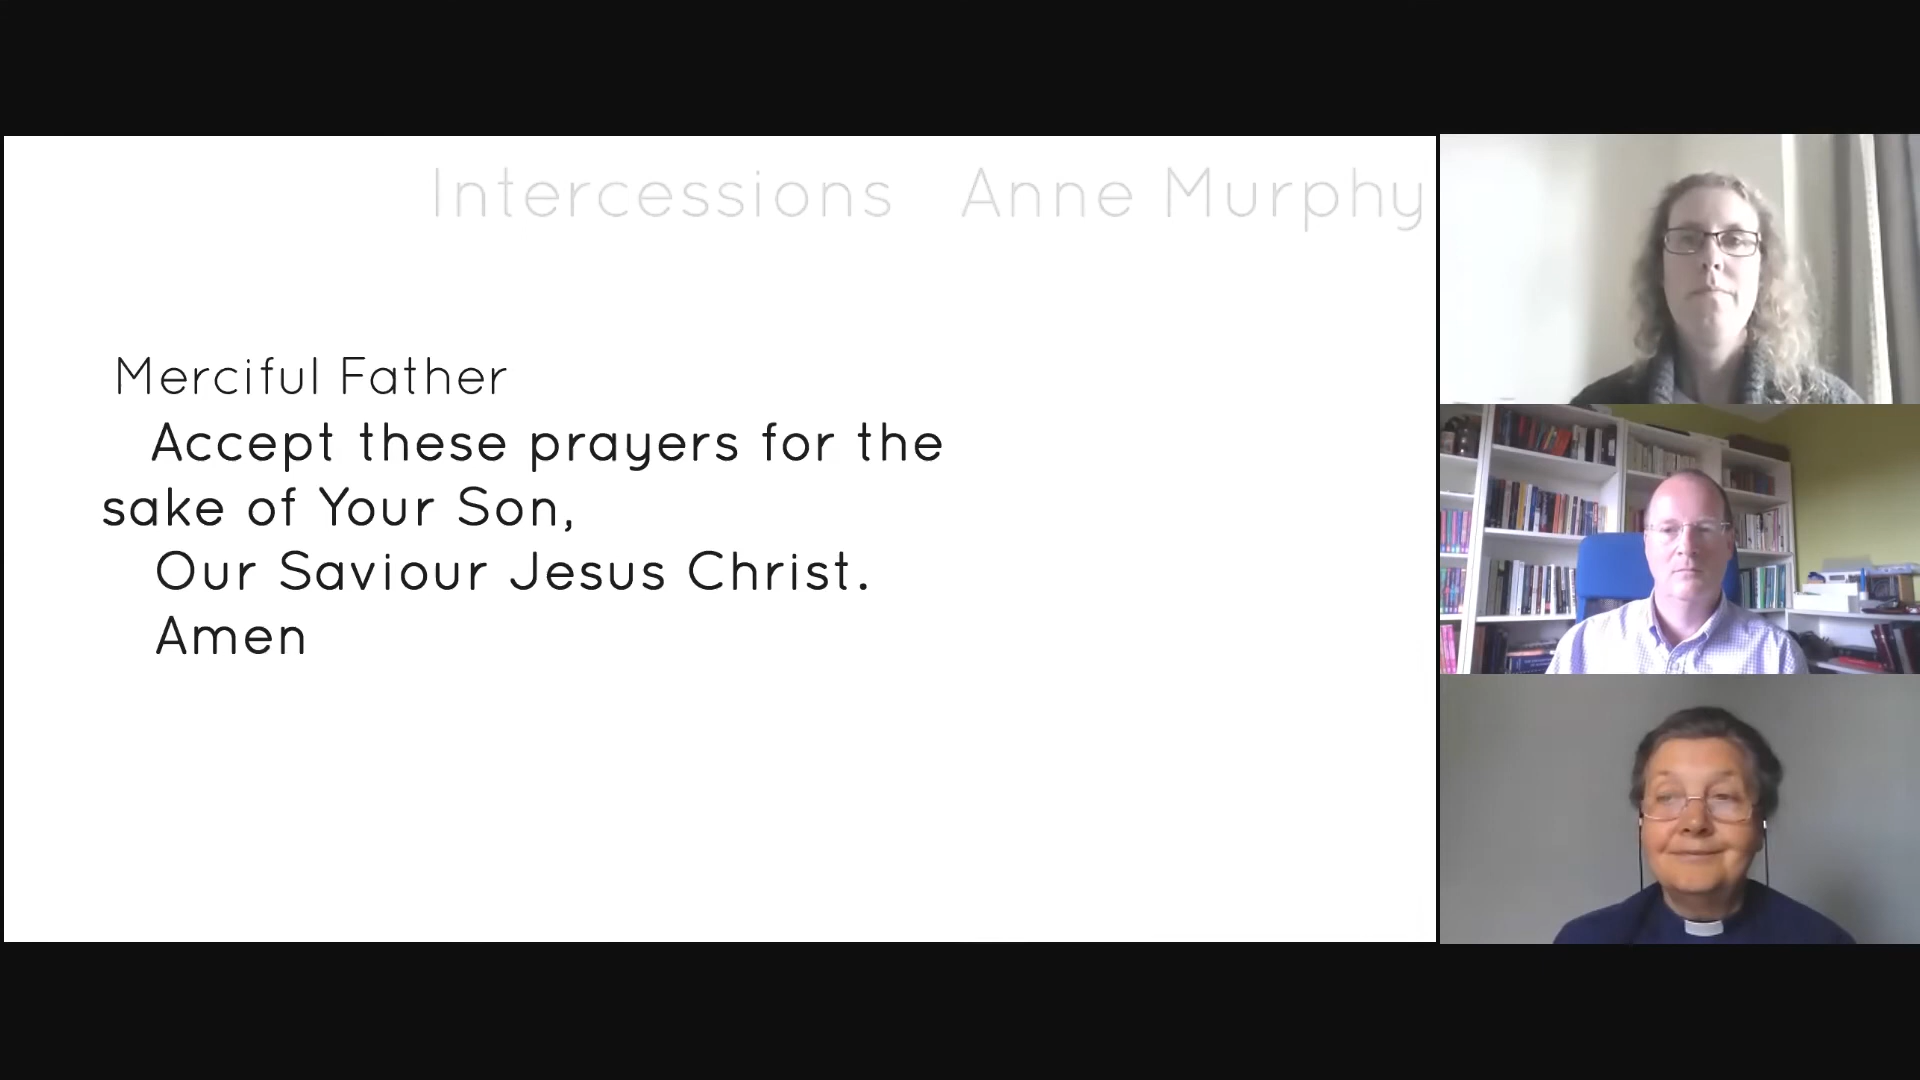 Intercessions Anne Murphy
Merciful Father
Accept these prayers for the
sake of Your Son,
Our Saviour Jesus Christ.
Amen